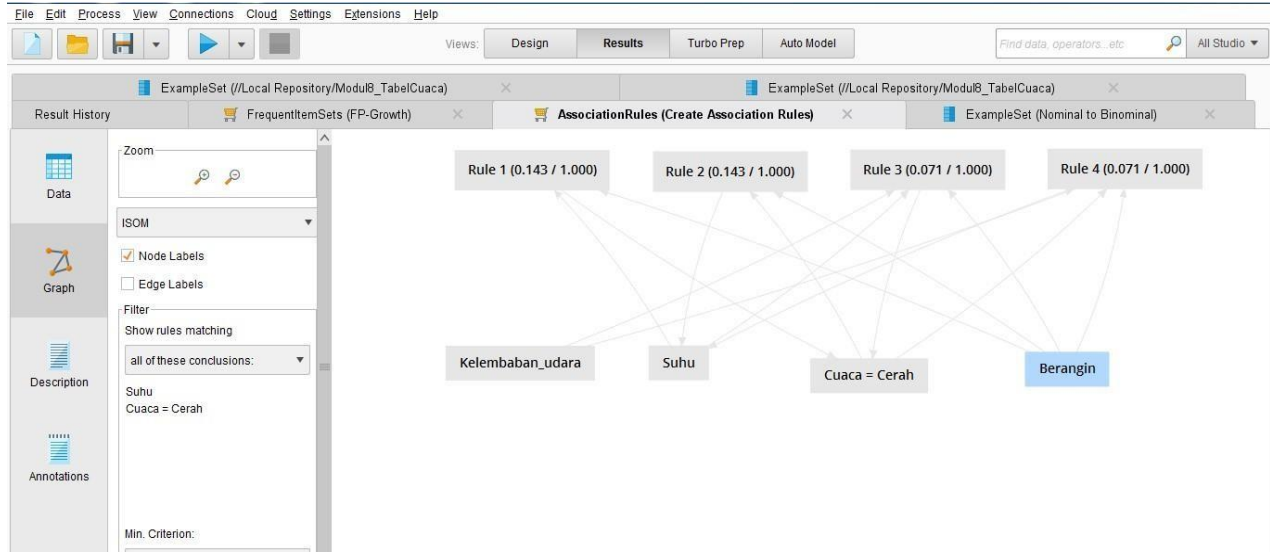 File Edit Process View Connections Cloud Settings Extensions Help
Views: Design Results Turbo Prep Auto Model Find data, operators...etc All Studio
ExampleSet (//Local Repository/Modul8_TabelCuaca) ExampleSet (//Local Repository/Modul8_TabelCuaca)
Result History FrequentItemSets (FP-Growth) AssociationRules (Create Association Rules) ExampleSet (Nominal to Binominal)
Data
Graph
Description
Annotations
Zoom
ISOM
Node Labels
Edge Labels
Filter
Show rules matching
all of these conclusions:
Suhu
Cuaca = Cerah
Min. Criterion:
Rule 1 (0.143 / 1.000) Rule 2 (0.143 / 1.000) Rule 3 (0.071 / 1.000) Rule 4 (0.071 / 1.000)
Kelembaban_udara Suhu Cuaca = Cerah Berangin